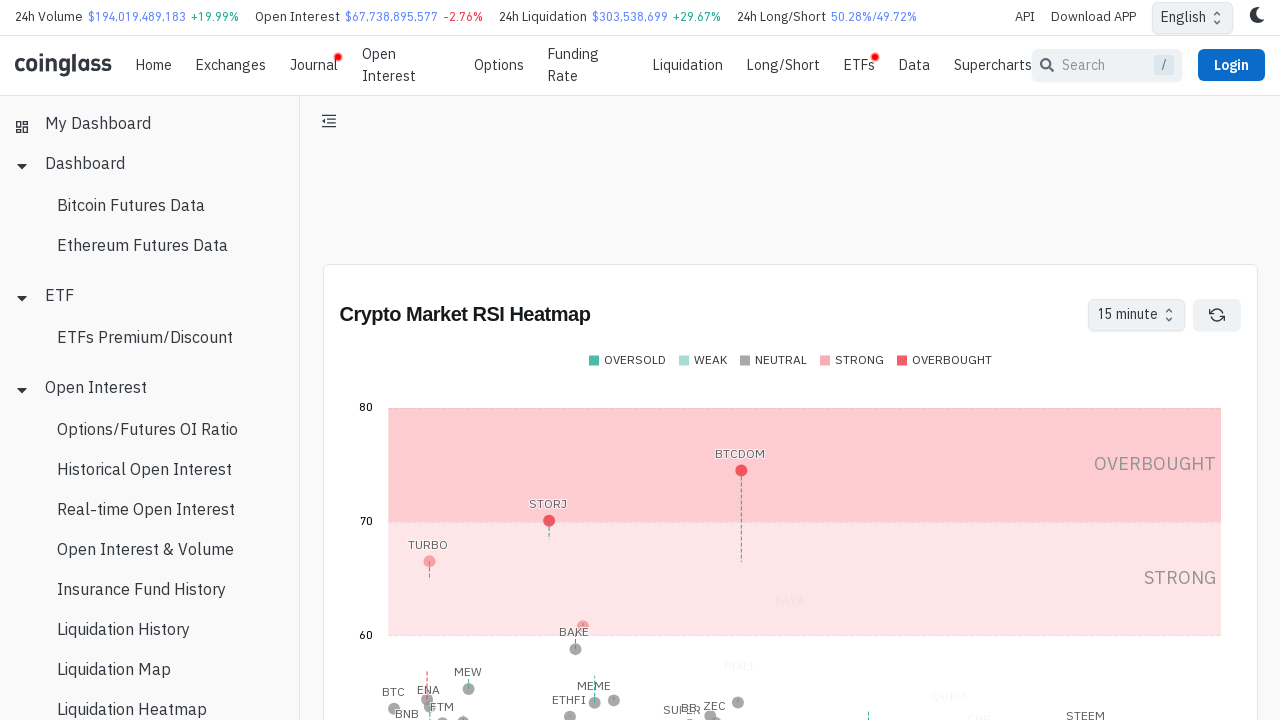 24h Volume $194,019,489,183 +19.99% Open Interest $67,738,895,577 -2.76% 24h Liquidation $303,538,699 +29.67% 24h Long/Short 50.28%/49.72% API Download APP English
coinglass Home Exchanges Journal Open Interest Options Funding Rate Liquidation Long/Short ETFs Data Supercharts Search / Login
My Dashboard
Dashboard
Bitcoin Futures Data
Ethereum Futures Data
ETF
ETFs Premium/Discount
Open Interest
Options/Futures OI Ratio
Historical Open Interest
Real-time Open Interest
Open Interest & Volume
Insurance Fund History
Liquidation History
Liquidation Map
Liquidation Heatmap
Crypto Market RSI Heatmap
15 minute
OVERSOLD WEAK NEUTRAL STRONG OVERBOUGHT
80
BTCDOM
OVERBOUGHT
STORJ
70
TURBO
STRONG
KAVA
60
BAKE
PIXEL
MEW
MEME
BTC ENA
QUICK
ETHFI
BNB FTM
SUPER
ZEC
STEEM